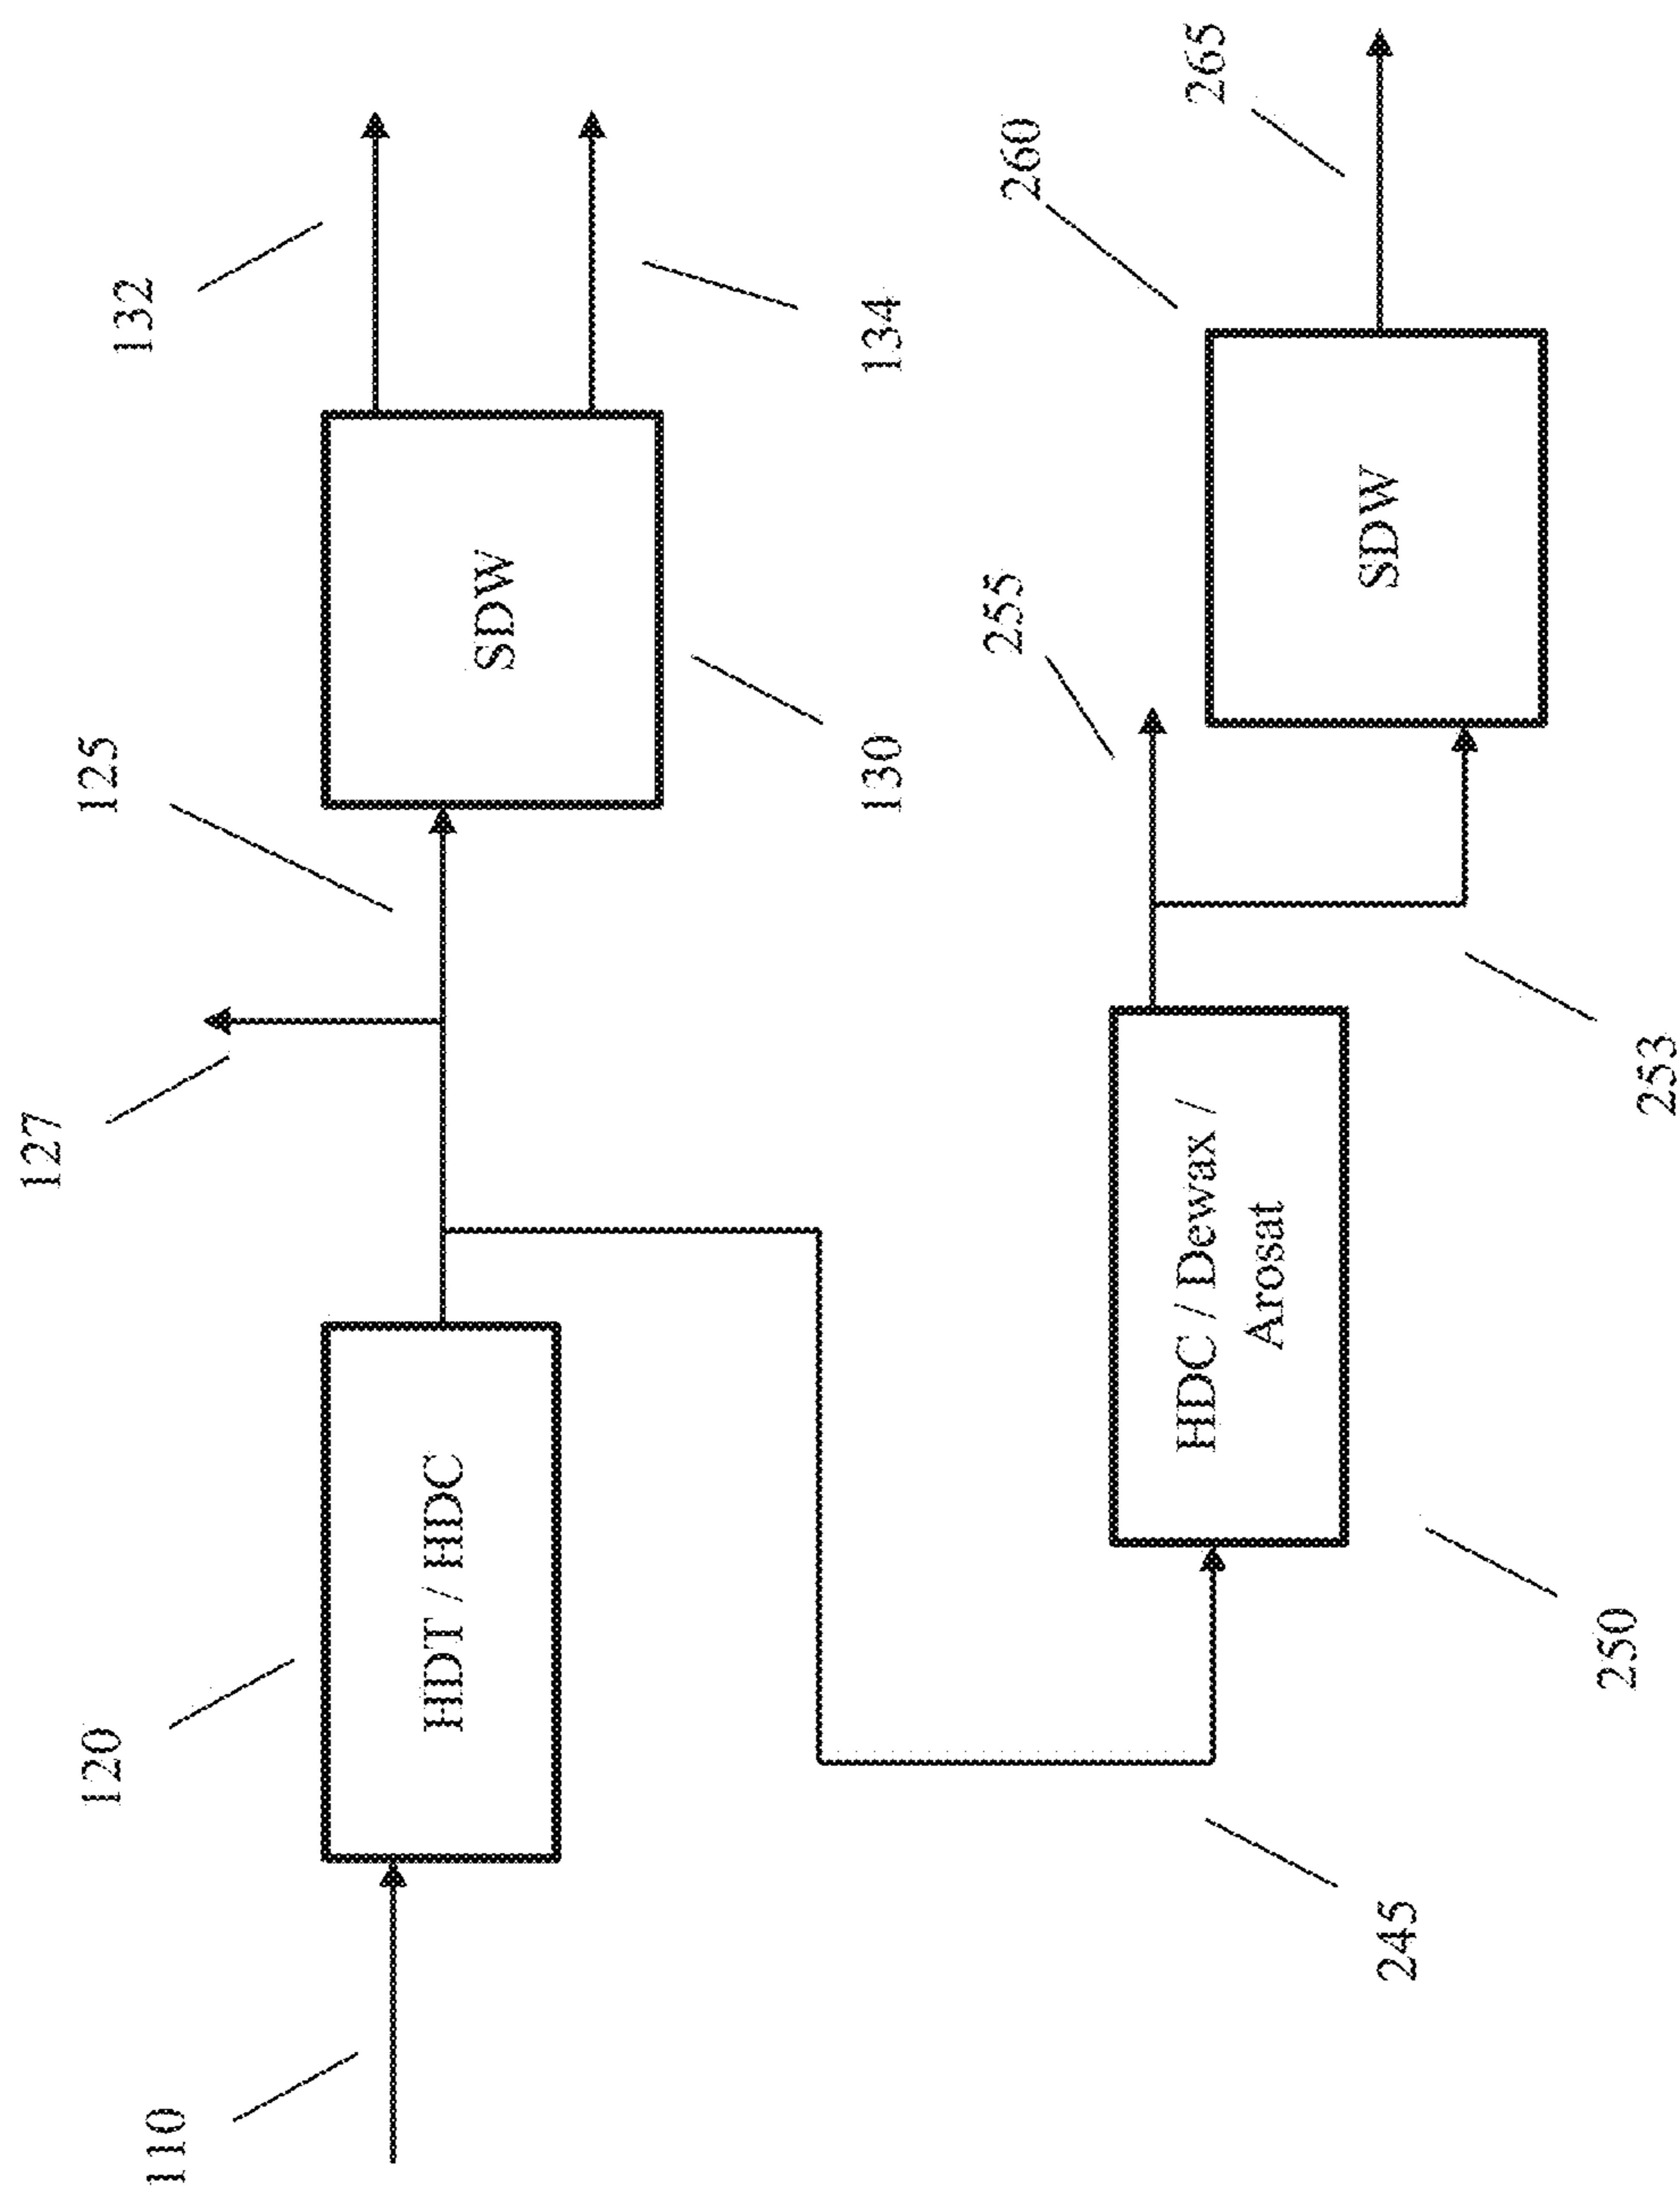 110
120
HDT / HDC
127
125
SDW
130
132
134
245
250
HDC / Dewax /
Arosat
255
253
SDW
260
265